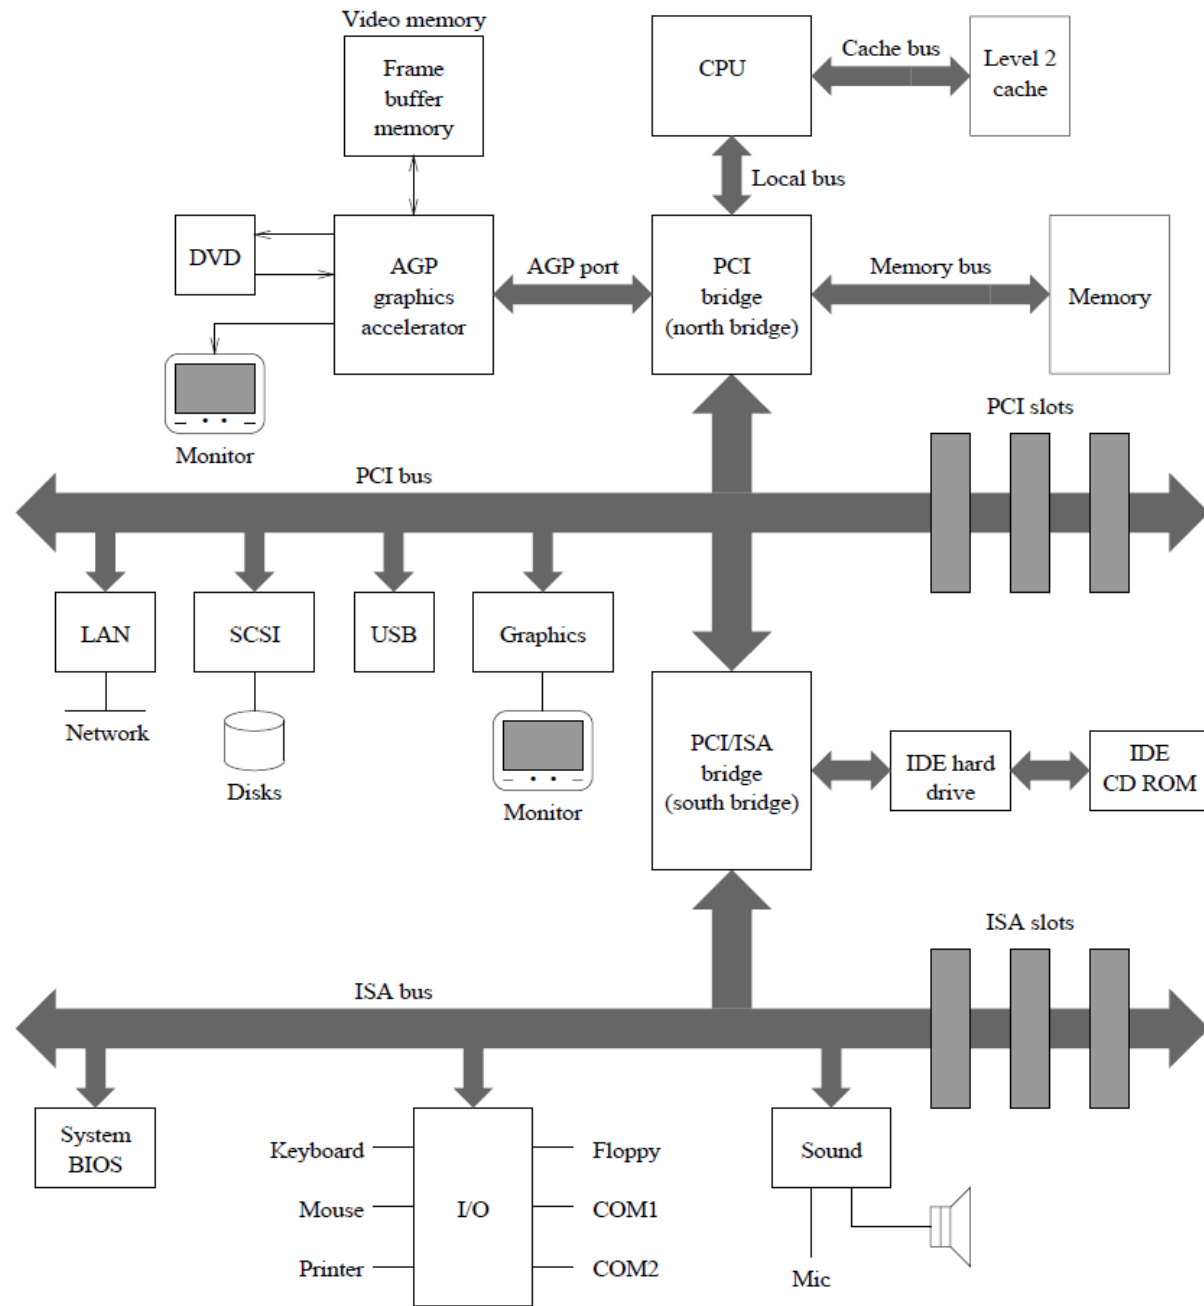 Video memory
Frame
buffer
memory
CPU
Cache bus
Level 2
cache
Local bus
DVD
AGP
graphics
accelerator
AGP port
PCI
bridge
(north bridge)
Memory bus
Memory
Monitor
PCI slots
PCI bus
LAN
SCSI
USB
Graphics
Network
Disks
Monitor
PCI/ISA
bridge
(south bridge)
IDE hard
drive
IDE
CD ROM
ISA slots
ISA bus
System
BIOS
Keyboard
Mouse
Printer
I/O
Floppy
COM1
COM2
Sound
Mic